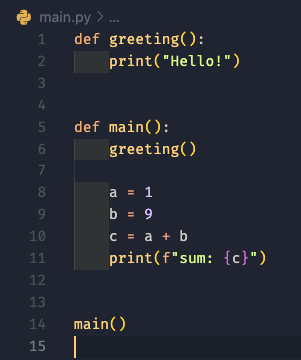 main.py > ...
1 def greeting():
2     print("Hello!")
3
4
5 def main():
6     greeting()
7
8     a = 1
9     b = 9
10     c = a + b
11     print(f"sum: {c}")
12
13
14 main()
15